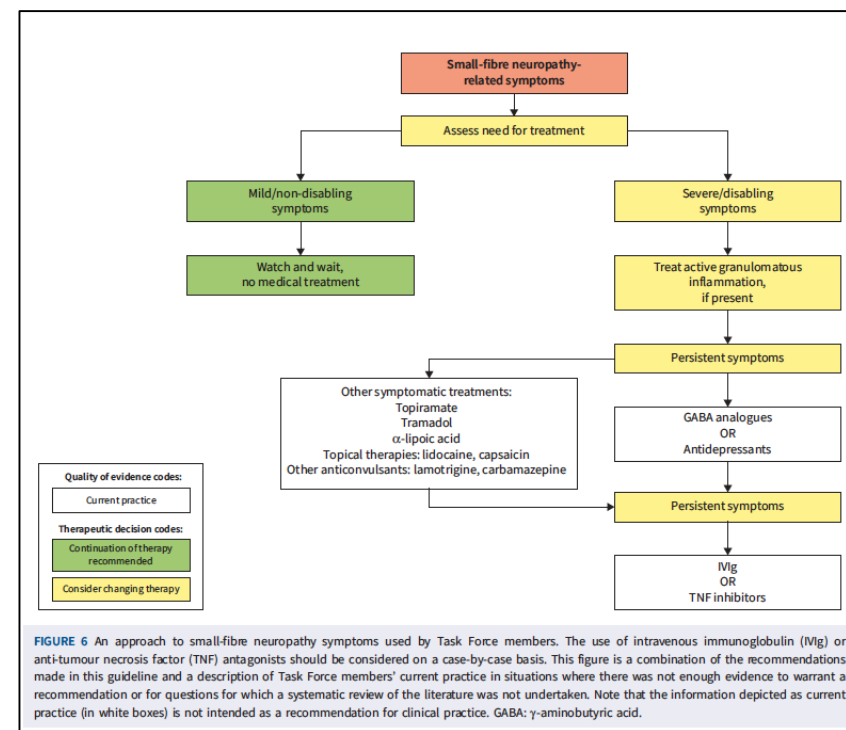 Small-fibre neuropathy-
related symptoms
Assess need for treatment
Mild/non-disabling
symptoms
Severe/disabling
symptoms
Watch and wait,
no medical treatment
Treat active granulomatous
inflammation,
if present
Persistent symptoms
Other symptomatic treatments:
Topiramate
Tramadol
α-lipoic acid
Topical therapies: lidocaine, capsaicin
Other anticonvulsants: lamotrigine, carbamazepine
GABA analogues
OR
Antidepressants
Persistent symptoms
IVIg
OR
TNF inhibitors
Quality of evidence codes:
Current practice
Therapeutic decision codes:
Continuation of therapy
recommended
Consider changing therapy
FIGURE 6 An approach to small-fibre neuropathy symptoms used by Task Force members. The use of intravenous immunoglobulin (IVIg) or
anti-tumour necrosis factor (TNF) antagonists should be considered on a case-by-case basis. This figure is a combination of the recommendations
made in this guideline and a description of Task Force members' current practice in situations where there was not enough evidence to warrant a
recommendation or for questions for which a systematic review of the literature was not undertaken. Note that the information depicted as current
practice (in white boxes) is not intended as a recommendation for clinical practice. GABA: γ-aminobutyric acid.